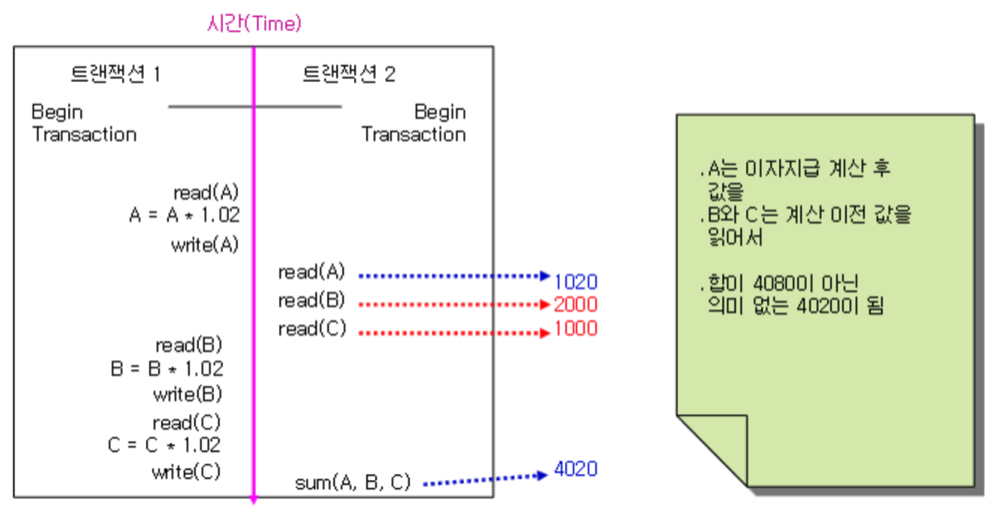 시간(Time)
트랜잭션 1
트랜잭션 2
Begin
Transaction
Begin
Transaction
read(A)
A = A * 1.02
write(A)
read(A)
1020
read(B)
2000
read(C)
1000
read(B)
B = B * 1.02
write(B)
read(C)
C = C * 1.02
write(C)
sum(A, B, C)
4020
.A는 이자지급 계산 후
값을
.B와 C는 계산 이전 값을
읽어서
.합이 4080이 아닌
의미 없는 4020이 됨